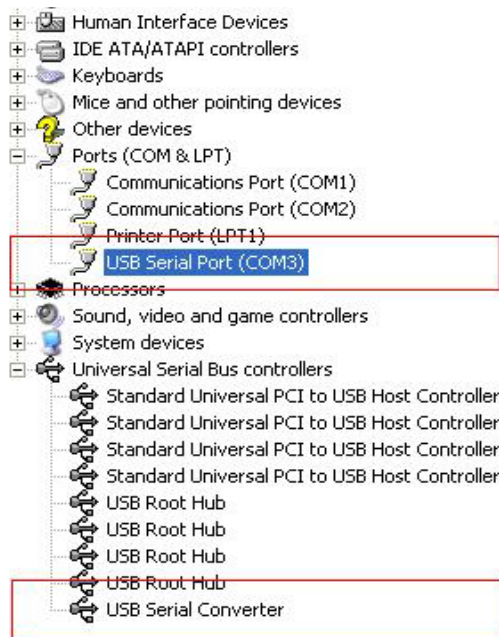 Human Interface Devices
IDE ATA/ATAPI controllers
Keyboards
Mice and other pointing devices
Other devices
Ports (COM & LPT)
Communications Port (COM1)
Communications Port (COM2)
Printer Port (LPT1)
USB Serial Port (COM3)
Processors
Sound, video and game controllers
System devices
Universal Serial Bus controllers
Standard Universal PCI to USB Host Controller
Standard Universal PCI to USB Host Controller
Standard Universal PCI to USB Host Controller
Standard Universal PCI to USB Host Controller
USB Root Hub
USB Root Hub
USB Root Hub
USB Root Hub
USB Serial Converter